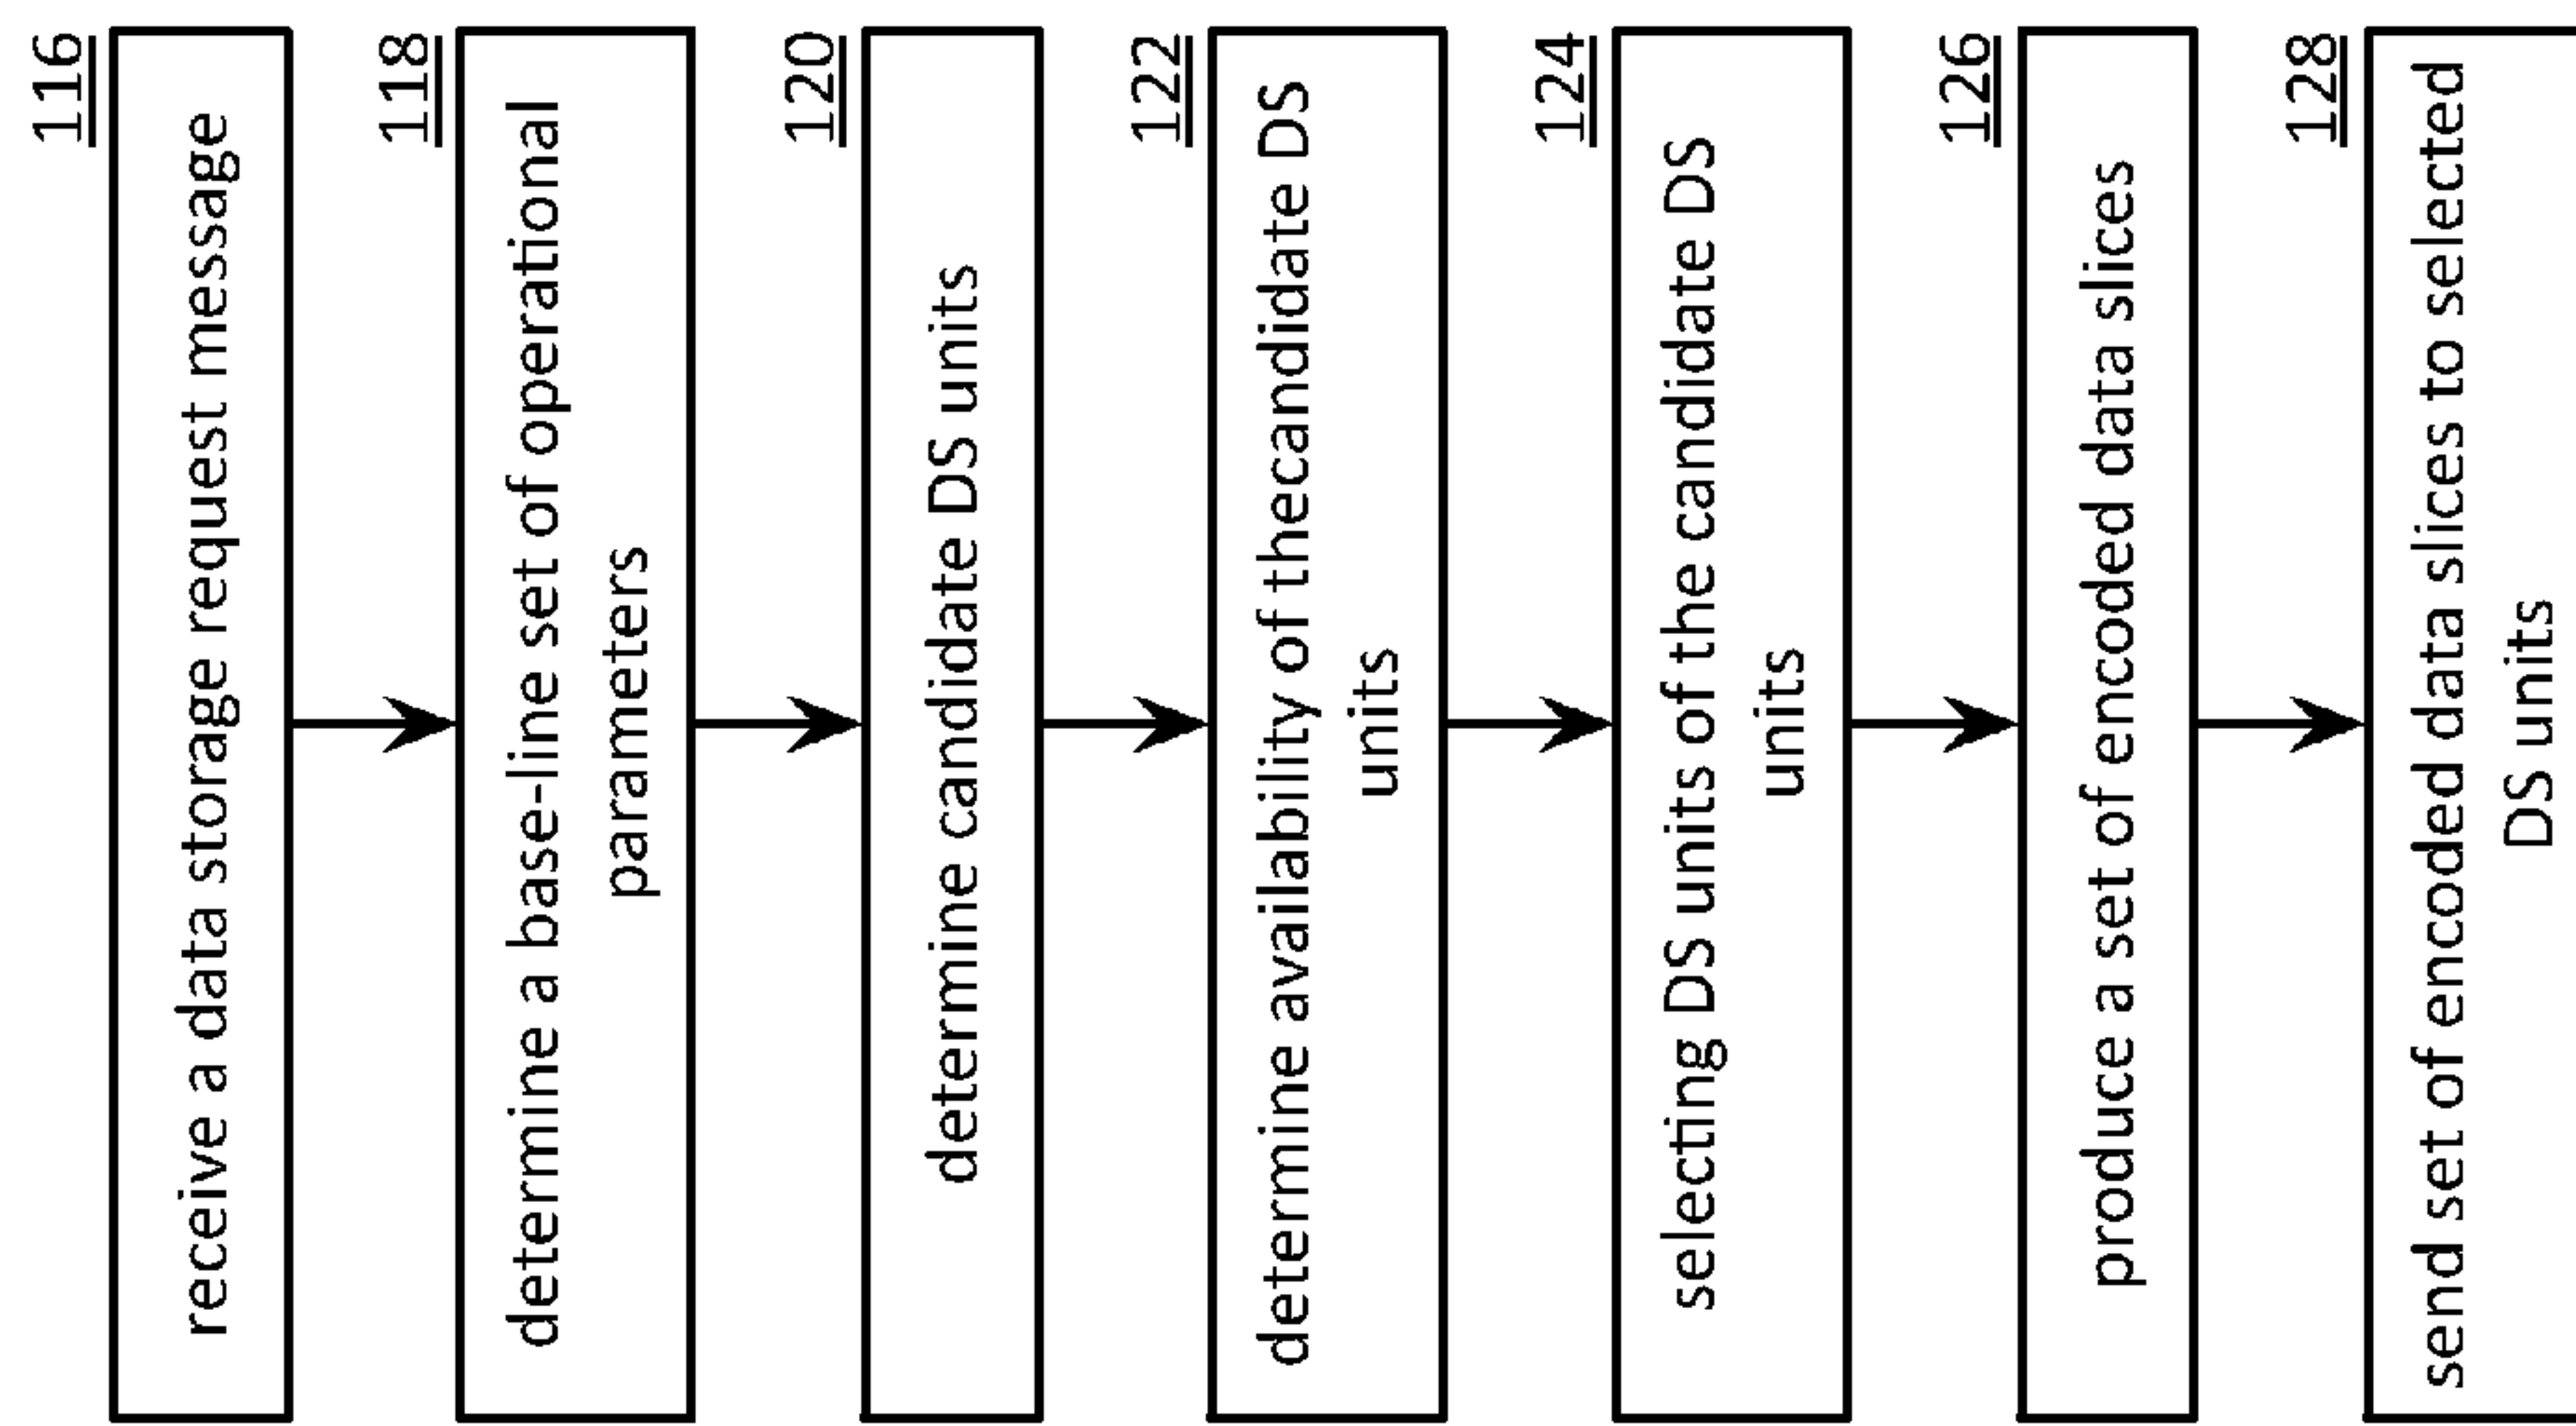 116
receive a data storage request message
118
determine a base-line set of operational
parameters
120
determine candidate DS units
122
determine availability of thecandidate DS
units
124
selecting DS units of the candidate DS
units
126
produce a set of encoded data slices
128
send set of encoded data slices to selected
DS units